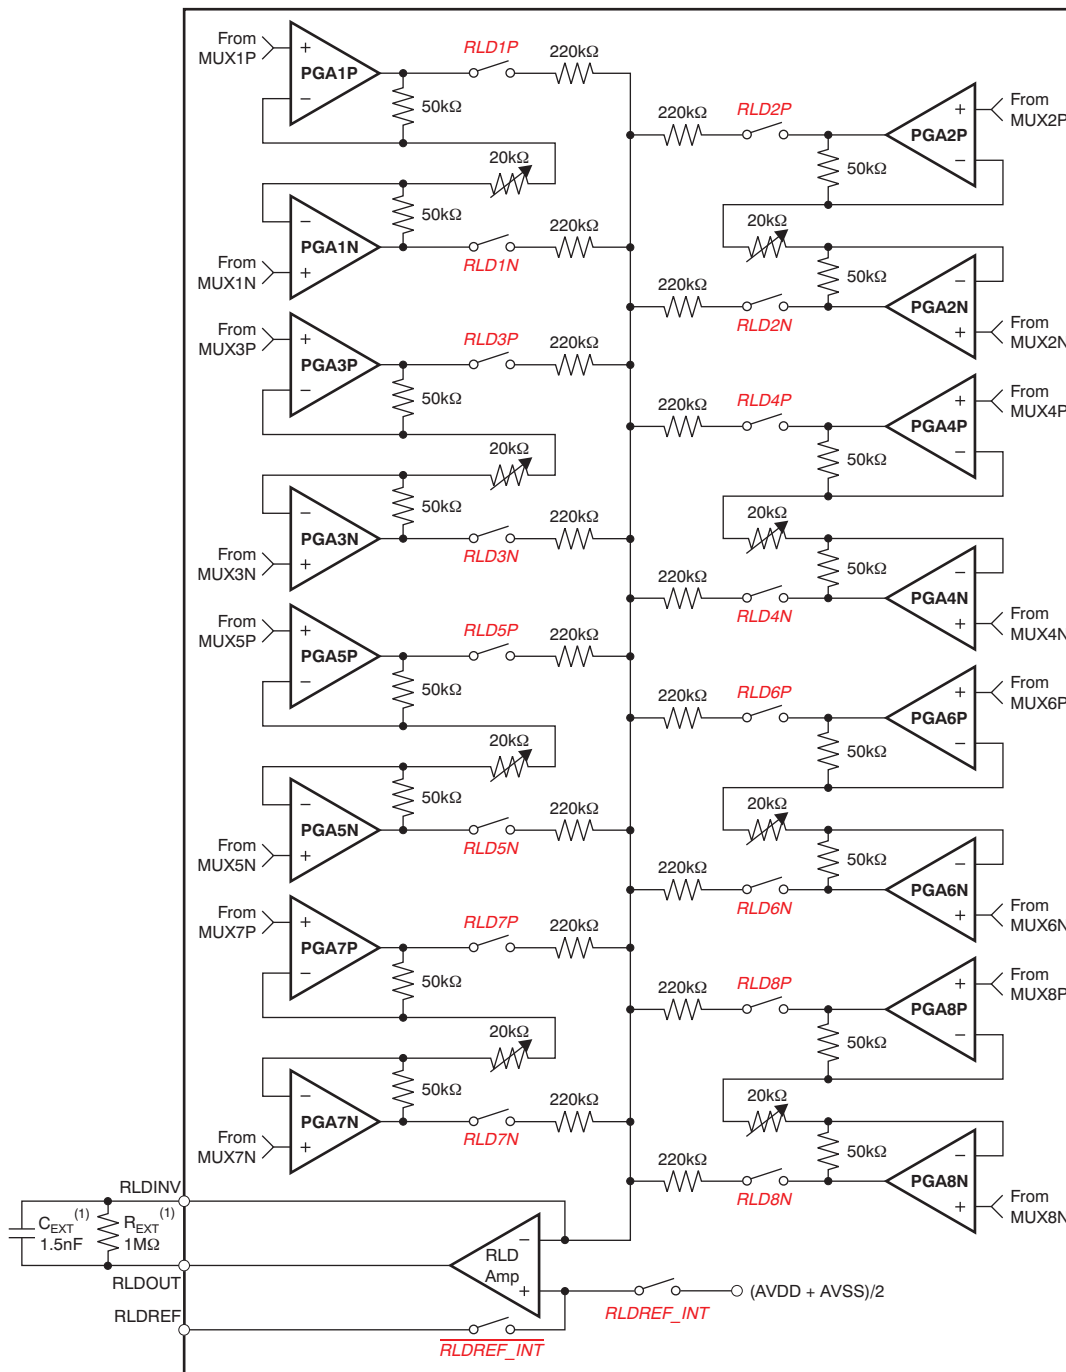 From
MUX1P
+
PGA1P
−
RLD1P
220kΩ
50kΩ
20kΩ
−
PGA1N
+
50kΩ
220kΩ
RLD1N
From
MUX1N
From
MUX3P
+
PGA3P
−
RLD3P
220kΩ
50kΩ
20kΩ
−
PGA3N
+
50kΩ
220kΩ
RLD3N
From
MUX3N
From
MUX5P
+
PGA5P
−
RLD5P
220kΩ
50kΩ
20kΩ
−
PGA5N
+
50kΩ
220kΩ
RLD5N
From
MUX5N
From
MUX7P
+
PGA7P
−
RLD7P
220kΩ
50kΩ
20kΩ
−
PGA7N
+
50kΩ
220kΩ
RLD7N
From
MUX7N
220kΩ
RLD2P
+
PGA2P
−
From
MUX2P
50kΩ
20kΩ
220kΩ
RLD2N
50kΩ
−
PGA2N
+
From
MUX2N
220kΩ
RLD4P
+
PGA4P
−
From
MUX4P
50kΩ
20kΩ
220kΩ
RLD4N
50kΩ
−
PGA4N
+
From
MUX4N
220kΩ
RLD6P
+
PGA6P
−
From
MUX6P
50kΩ
20kΩ
220kΩ
RLD6N
50kΩ
−
PGA6N
+
From
MUX6N
220kΩ
RLD8P
+
PGA8P
−
From
MUX8P
50kΩ
20kΩ
220kΩ
RLD8N
50kΩ
−
PGA8N
+
From
MUX8N
RLDINV
CEXT(1)
1.5nF
REXT(1)
1MΩ
RLDOUT
RLDREF
−
RLD
Amp
+
RLDREF_INT
(AVDD + AVSS)/2
RLDREF_INT